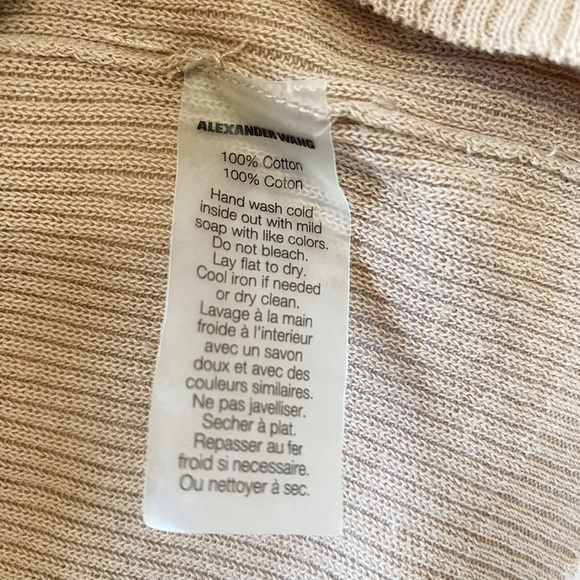 ALEXANDER WANG
100% Cotton
100% Coton
Hand wash cold
inside out with mild
soap with like colors.
Do not bleach.
Lay flat to dry.
Cool iron if needed
or dry clean.
Lavage à la main
froide à l'interieur
avec un savon
doux et avec des
couleurs similaires.
Ne pas javelliser.
Secher à plat.
Repasser au fer
froid si necessaire.
Ou nettoyer à sec.